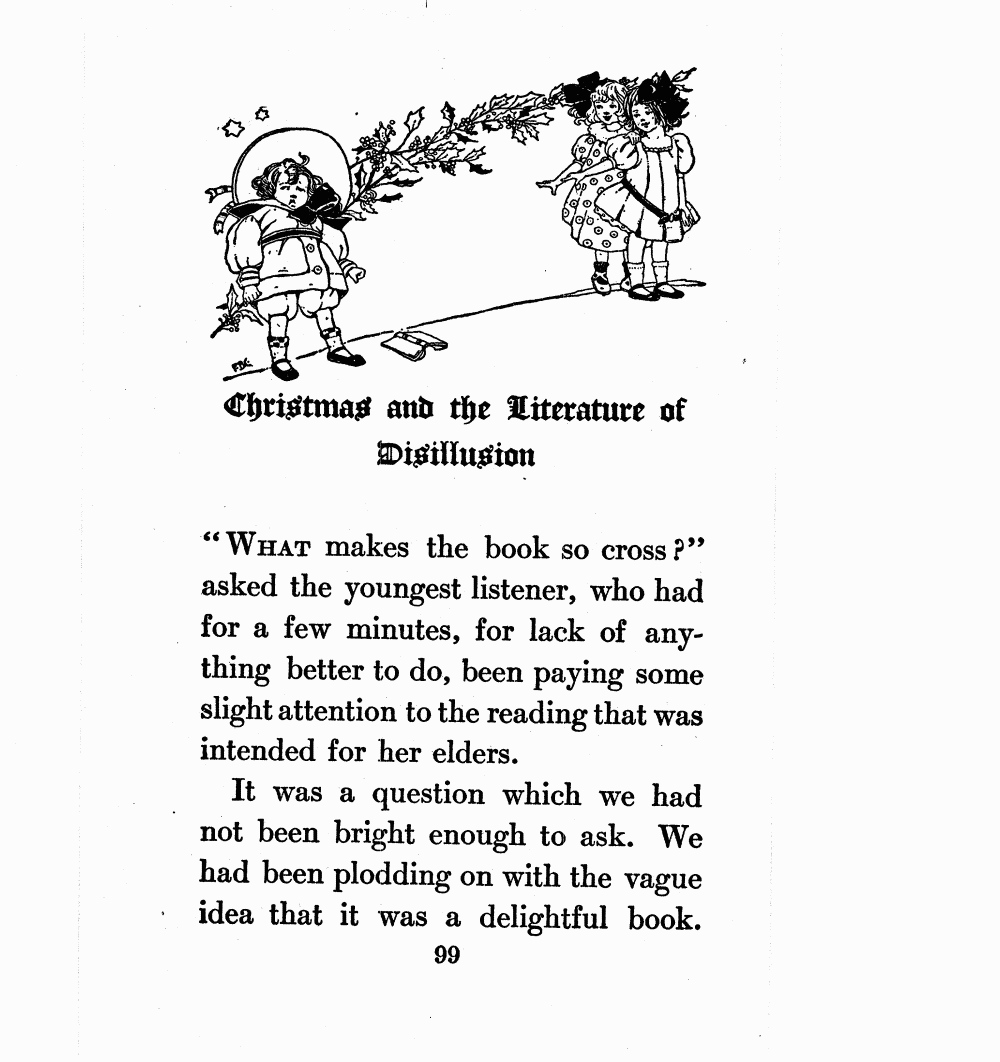 Christmas and the Literature of
Disillusion
“WHAT makes the book so cross?”
asked the youngest listener, who had
for a few minutes, for lack of any-
thing better to do, been paying some
slight attention to the reading that was
intended for her elders.
It was a question which we had
not been bright enough to ask. We
had been plodding on with the vague
idea that it was a delightful book.
99